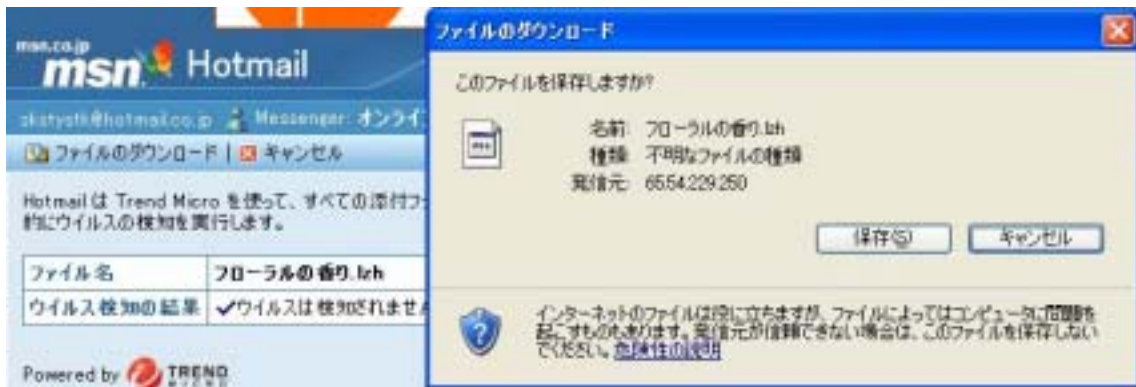 msn.co.jp
msn Hotmail
Messenger: オンライ
ファイルのダウンロード | キャンセル
Hotmail は Trend Micro を使って、すべての添付フ
的にウイルスの検知を実行します。
ファイル名 フローラルの香り.lzh
ウイルス検知の結果 ✓ウイルスは検知されませ
Powered by TREND
ファイルのダウンロード
このファイルを保存しますか?
名前: フローラルの香り.lzh
種類: 不明なファイルの種類
発信元: 65.54.229.250
保存(S) キャンセル
インターネットのファイルは役に立ちますが、ファイルによってはコンピュータに問題を
起こすものもあります。発信元が信頼できない場合は、このファイルを保存しない
でください。危険性の説明